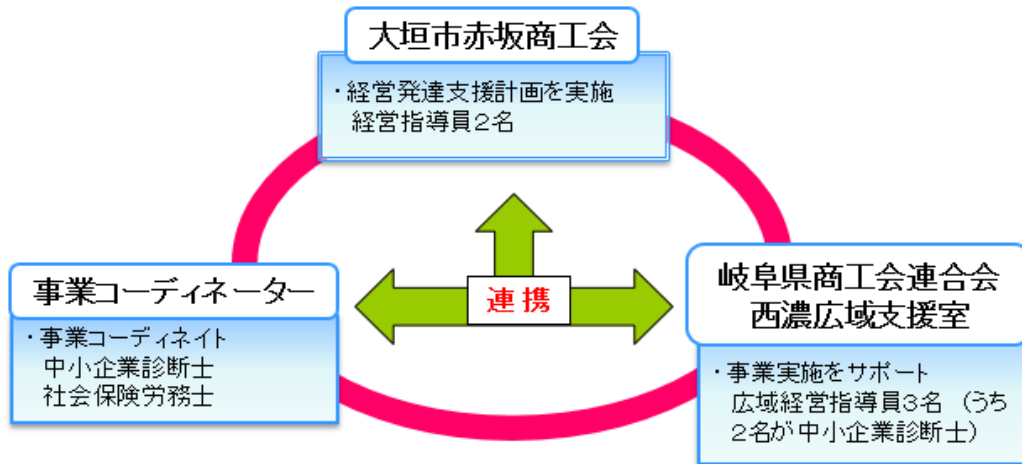 大垣市赤坂商工会
・経営発達支援計画を実施
経営指導員2名
事業コーディネーター
・事業コーディネイト
中小企業診断士
社会保険労務士
連携
岐阜県商工会連合会
西濃広域支援室
・事業実施をサポート
広域経営指導員3名（うち
2名が中小企業診断士）